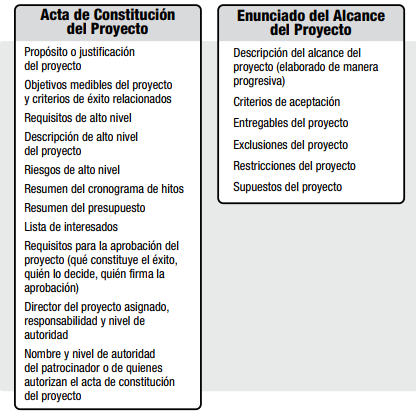 Acta de Constitución
del Proyecto
Propósito o justificación
del proyecto
Objetivos medibles del proyecto
y criterios de éxito relacionados
Requisitos de alto nivel
Descripción de alto nivel
del proyecto
Riesgos de alto nivel
Resumen del cronograma de hitos
Resumen del presupuesto
Lista de interesados
Requisitos para la aprobación del
proyecto (qué constituye el éxito,
quién lo decide, quién firma la
aprobación)
Director del proyecto asignado,
responsabilidad y nivel de
autoridad
Nombre y nivel de autoridad
del patrocinador o de quienes
autorizan el acta de constitución
del proyecto
Enunciado del Alcance
del Proyecto
Descripción del alcance del
proyecto (elaborado de manera
progresiva)
Criterios de aceptación
Entregables del proyecto
Exclusiones del proyecto
Restricciones del proyecto
Supuestos del proyecto